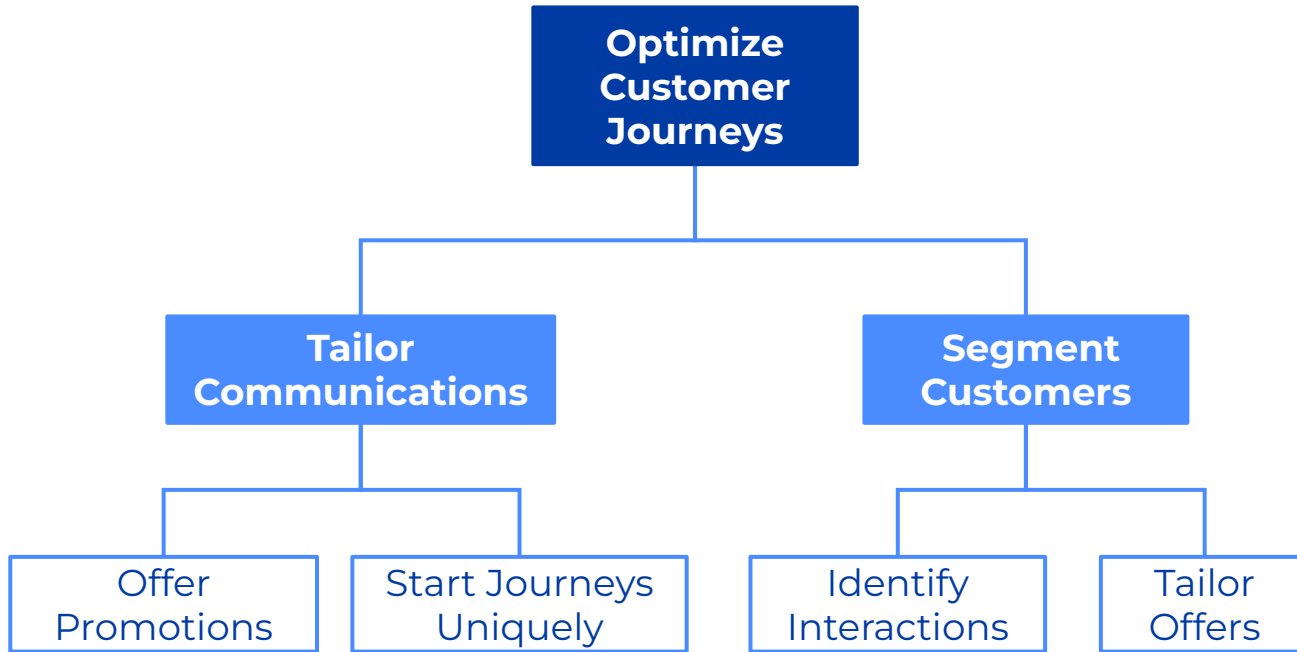 Optimize
Customer
Journeys
Tailor
Communications
Segment
Customers
Offer
Promotions
Start Journeys
Uniquely
Identify
Interactions
Tailor
Offers